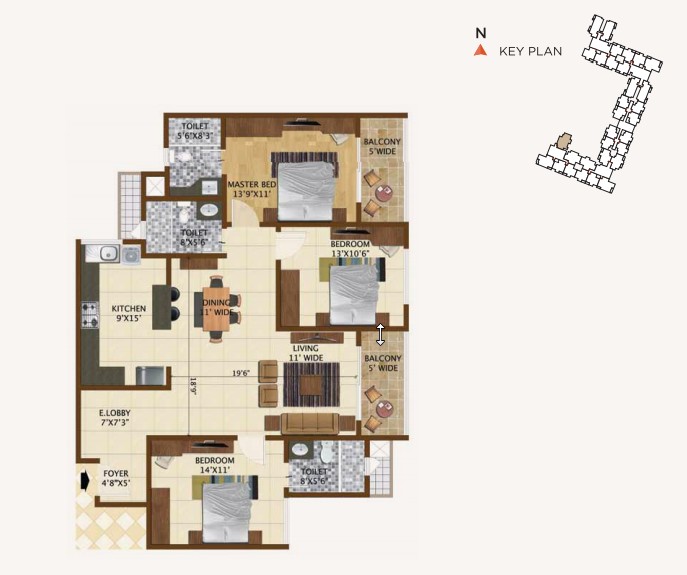 N
KEY PLAN
TOILET
5'6"X8'3"
BALCONY
5'WIDE
MASTER BED
13'9"X11'
TOILET
8'X5'6"
BEDROOM
13'X10'6"
DINING
11' WIDE
KITCHEN
9'X15'
LIVING
11' WIDE
BALCONY
5' WIDE
19'6"
18'9"
E.LOBBY
7'X7'3"
BEDROOM
14'X11'
FOYER
4'8"X5'
TOILET
8'X5'6"